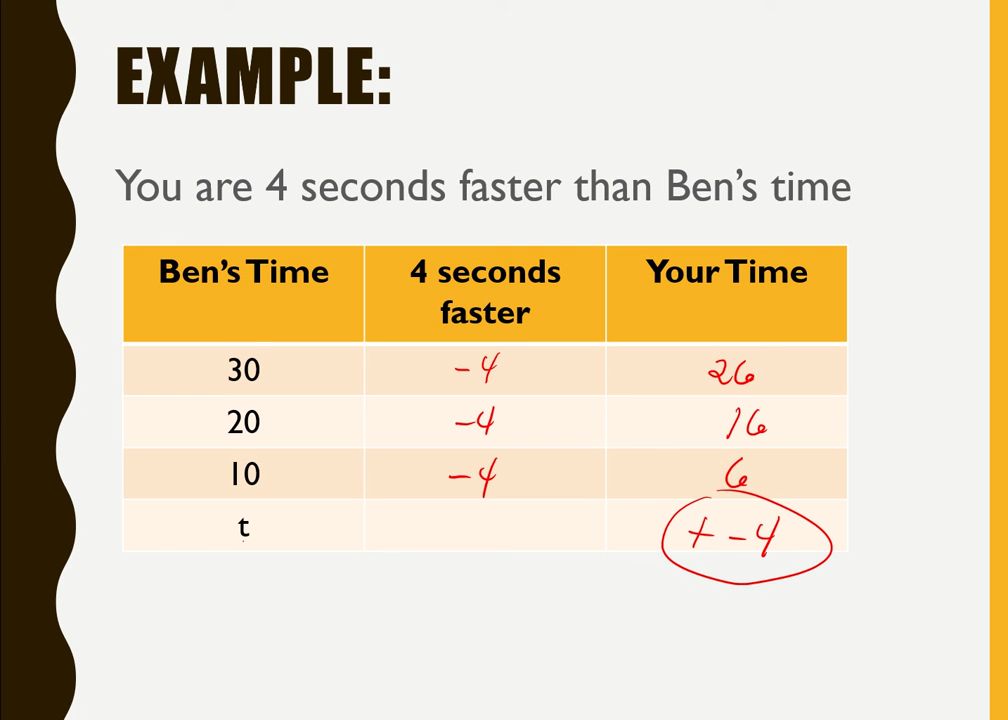 EXAMPLE:
You are 4 seconds faster than Ben's time
Ben's Time 4 seconds faster Your Time
30 -4 26
20 -4 16
10 -4 6
t t - 4